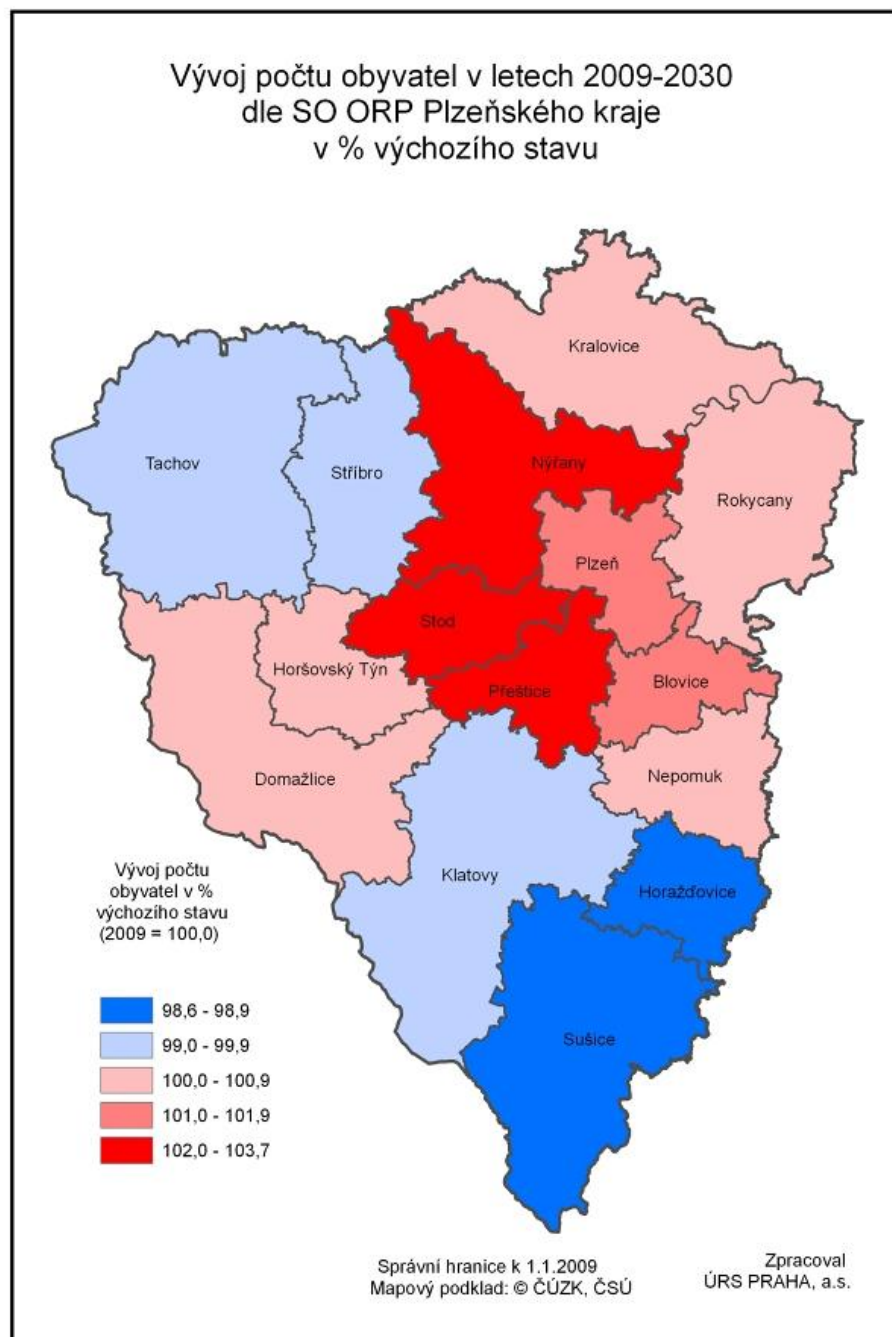 Vývoj počtu obyvatel v letech 2009-2030
dle SO ORP Plzeňského kraje
v % výchozího stavu
Kralovice
Tachov
Stříbro
Nýřany
Rokycany
Plzeň
Stod
Horšovský Týn
Přeštice
Blovice
Domažlice
Nepomuk
Klatovy
Horažďovice
Sušice
Vývoj počtu
obyvatel v %
výchozího stavu
(2009 = 100,0)
98,6 - 98,9
99,0 - 99,9
100,0 - 100,9
101,0 - 101,9
102,0 - 103,7
Správní hranice k 1.1.2009
Mapový podklad: © ČÚZK, ČSÚ
Zpracoval
ÚRS PRAHA, a.s.